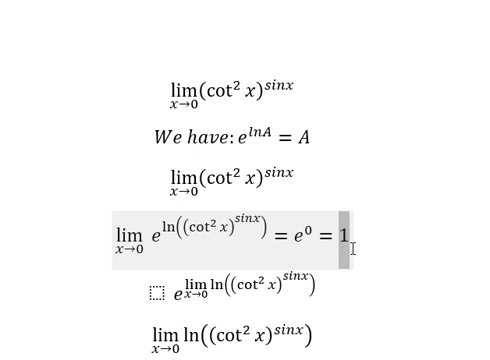 lim x→0 (cot² x)^sinx
We have: e^lnA = A
lim x→0 (cot² x)^sinx
lim x→0 e^ln((cot² x)^sinx) = e⁰ = 1
e^lim x→0 ln((cot² x)^sinx)
lim x→0 ln((cot² x)^sinx)